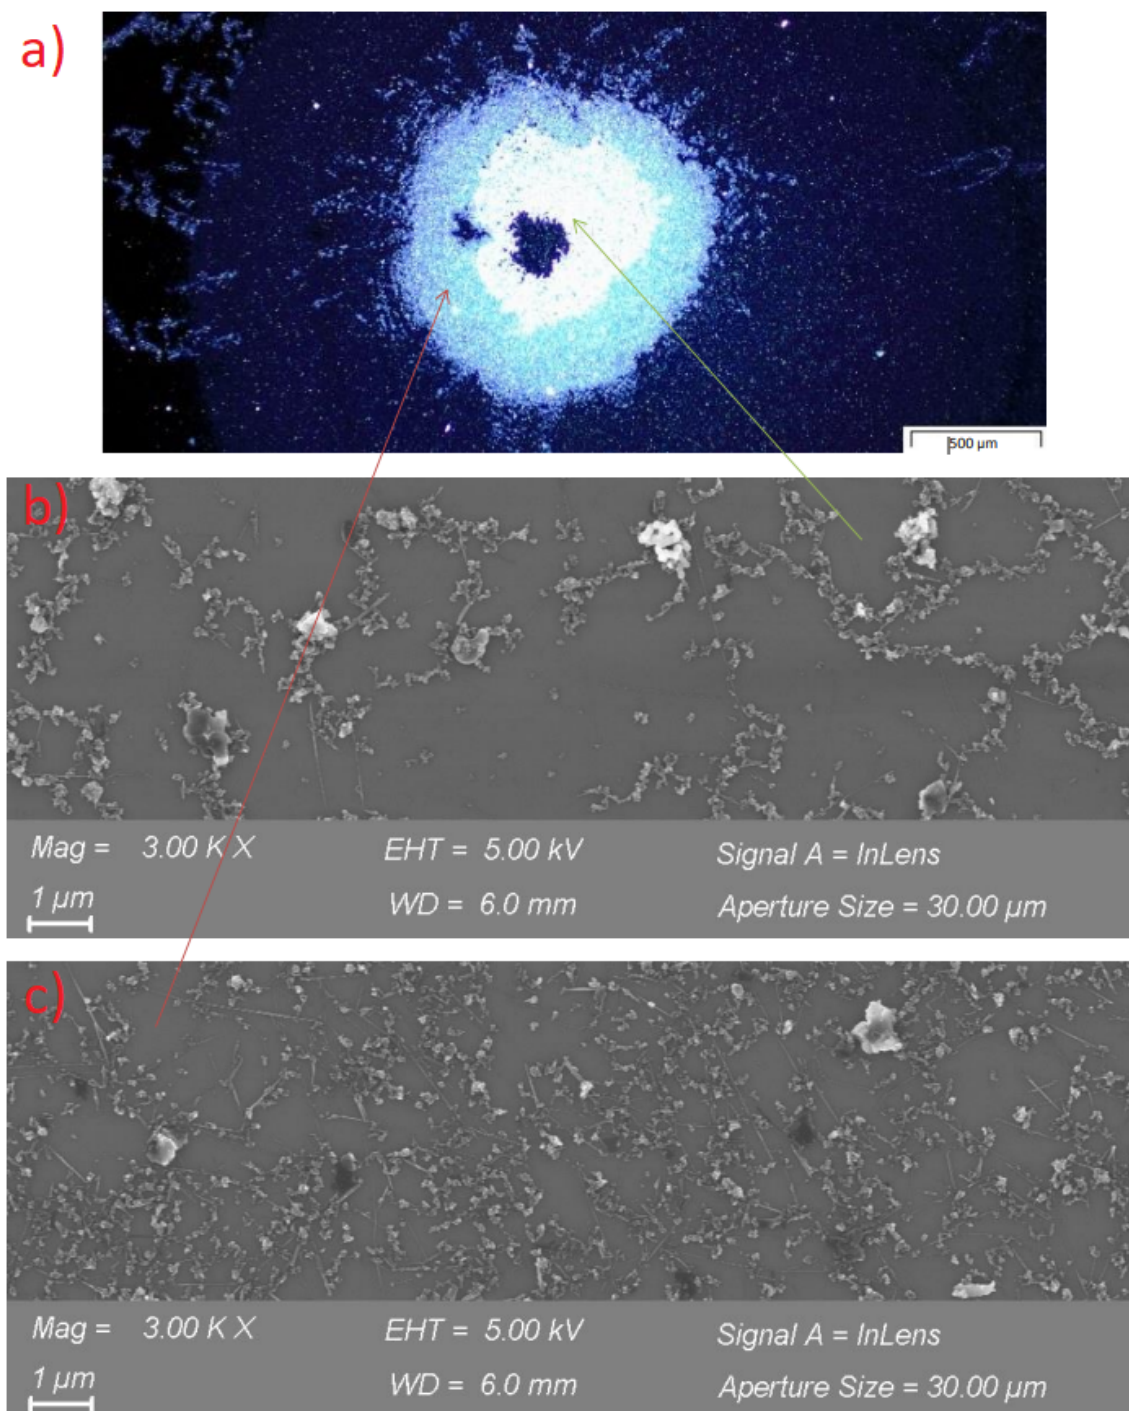 a)
500 µm
b)
Mag = 3.00 K X EHT = 5.00 kV Signal A = InLens
1 µm WD = 6.0 mm Aperture Size = 30.00 µm
c)
Mag = 3.00 K X EHT = 5.00 kV Signal A = InLens
1 µm WD = 6.0 mm Aperture Size = 30.00 µm